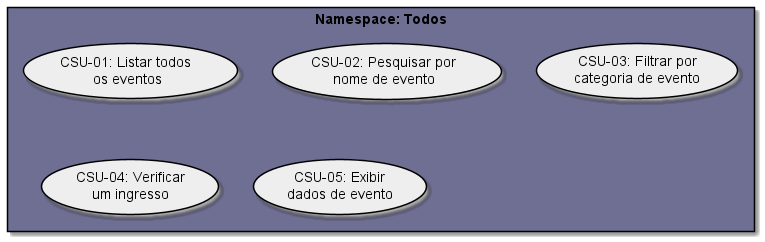 Namespace: Todos
CSU-01: Listar todos
os eventos
CSU-02: Pesquisar por
nome de evento
CSU-03: Filtrar por
categoria de evento
CSU-04: Verificar
um ingresso
CSU-05: Exibir
dados de evento